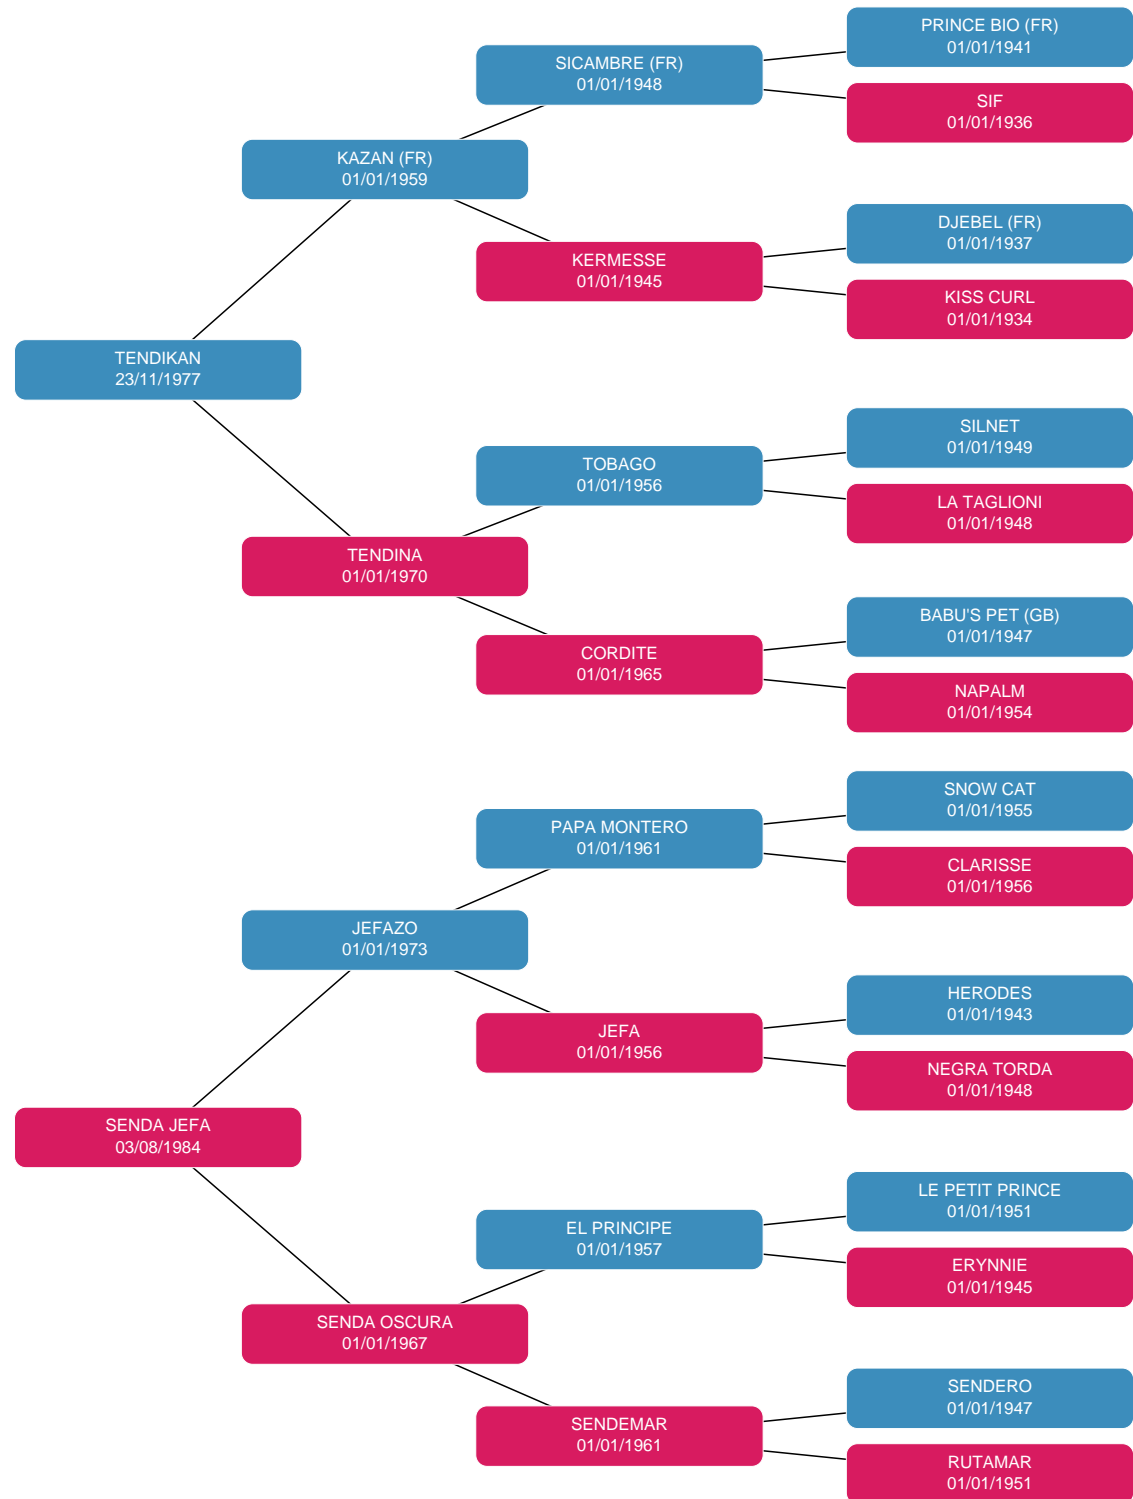 PRINCE BIO (FR)
01/01/1941
SICAMBRE (FR)
01/01/1948
SIF
01/01/1936
KAZAN (FR)
01/01/1959
DJEBEL (FR)
01/01/1937
KERMESSE
01/01/1945
KISS CURL
01/01/1934
TENDIKAN
23/11/1977
SILNET
01/01/1949
TOBAGO
01/01/1956
LA TAGLIONI
01/01/1948
TENDINA
01/01/1970
BABU'S PET (GB)
01/01/1947
CORDITE
01/01/1965
NAPALM
01/01/1954
SNOW CAT
01/01/1955
PAPA MONTERO
01/01/1961
CLARISSE
01/01/1956
JEFAZO
01/01/1973
HERODES
01/01/1943
JEFA
01/01/1956
NEGRA TORDA
01/01/1948
SENDA JEFA
03/08/1984
LE PETIT PRINCE
01/01/1951
EL PRINCIPE
01/01/1957
ERYNNIE
01/01/1945
SENDA OSCURA
01/01/1967
SENDERO
01/01/1947
SENDEMAR
01/01/1961
RUTAMAR
01/01/1951